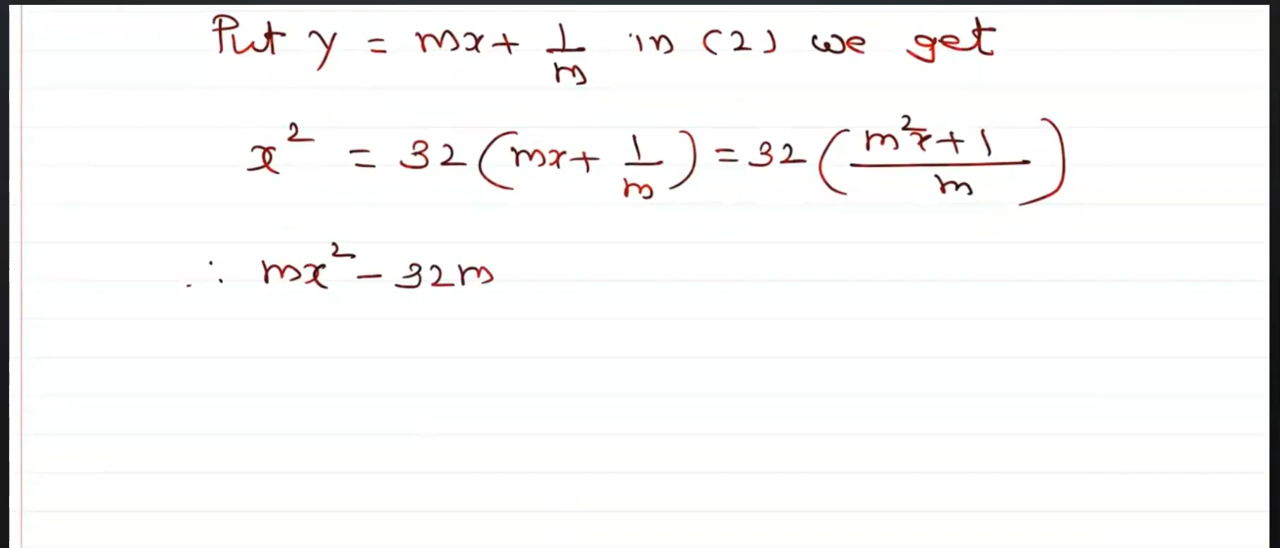 Put y = mx + 1/m in (2) we get
x² = 32(mx + 1/m) = 32((m²x + 1)/m)
∴ mx² - 32m